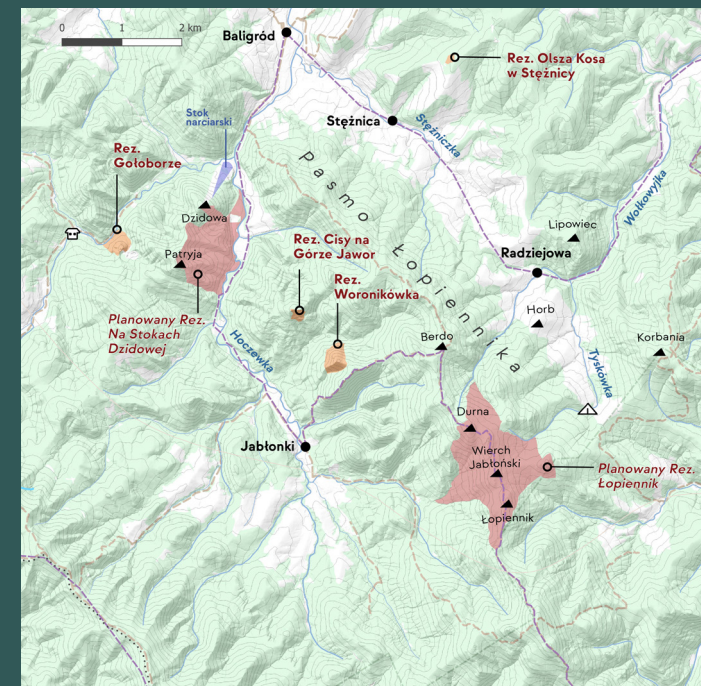 0 1 2 km
Baligród
Rez. Olsza Kosa
w Stężnicy
Stok
narciarski
Stężnica
Stężniczka
Rez.
Gołoborze
Pasmo Łopiennika
Wołkowyjka
Dzidowa
Lipowiec
Patryja
Rez. Cisy na
Górze Jawor
Radziejowa
Rez.
Woronikówka
Planowany Rez.
Na Stokach
Dzidowej
Horb
Hoczewka
Berdo
Korbania
Tyskówka
Durna
Jabłonki
Wierch
Jabłoński
Planowany Rez.
Łopiennik
Łopiennik